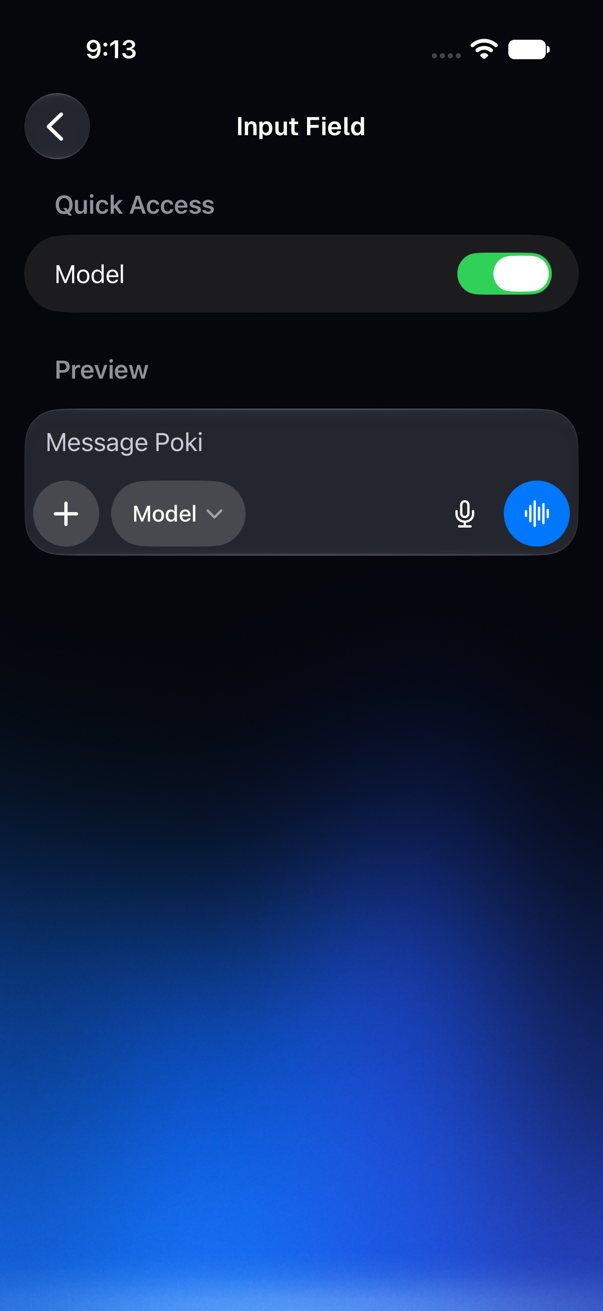 9:13
Input Field
Quick Access
Model
Preview
Message Poki
Model